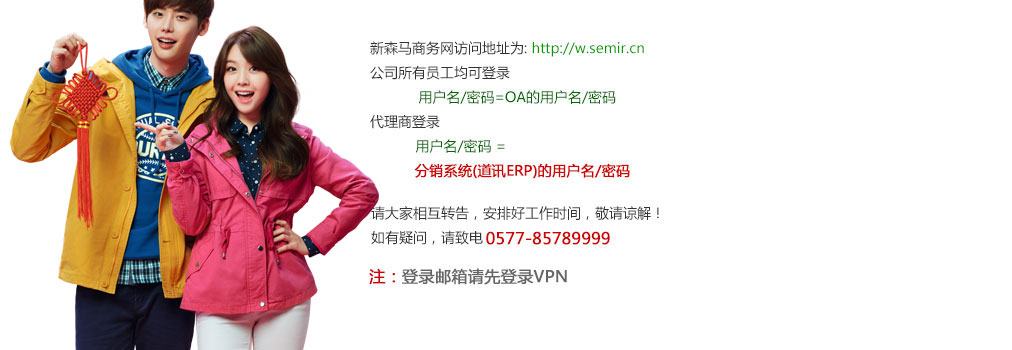 新森马商务网访问地址为: http://w.semir.cn
公司所有员工均可登录
用户名/密码=OA的用户名/密码
代理商登录
用户名/密码 =
分销系统(道讯ERP)的用户名/密码
请大家相互转告，安排好工作时间，敬请谅解！
如有疑问，请致电 0577-85789999
注：登录邮箱请先登录VPN